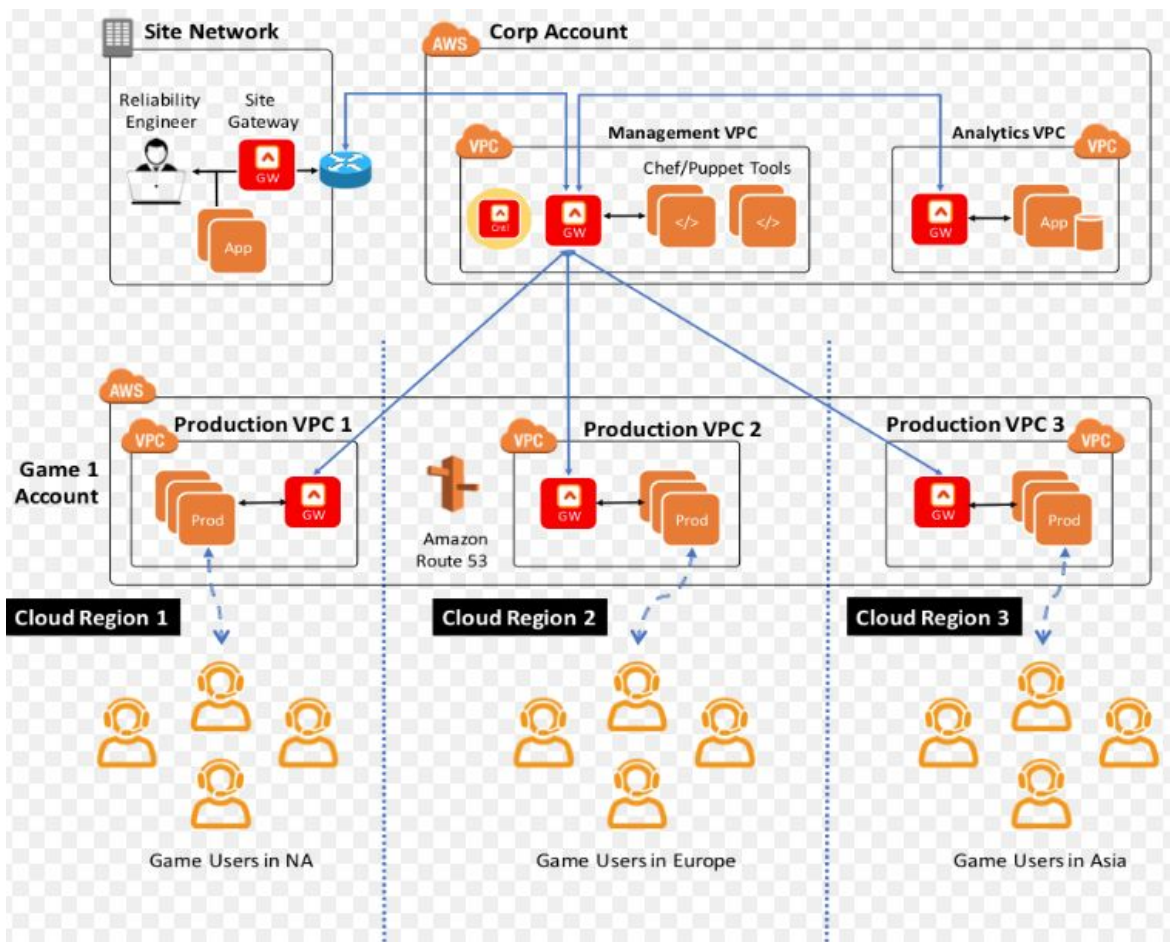 Site Network
Corp Account
AWS
Reliability
Engineer
Site
Gateway
GW
App
Management VPC
VPC
Chef/Puppet Tools
Cntl
GW
</>
</>
Analytics VPC
VPC
GW
App
AWS
Game 1
Account
Production VPC 1
VPC
Prod
GW
Amazon
Route 53
Production VPC 2
VPC
GW
Prod
Production VPC 3
VPC
GW
Prod
Cloud Region 1
Cloud Region 2
Cloud Region 3
Game Users in NA
Game Users in Europe
Game Users in Asia